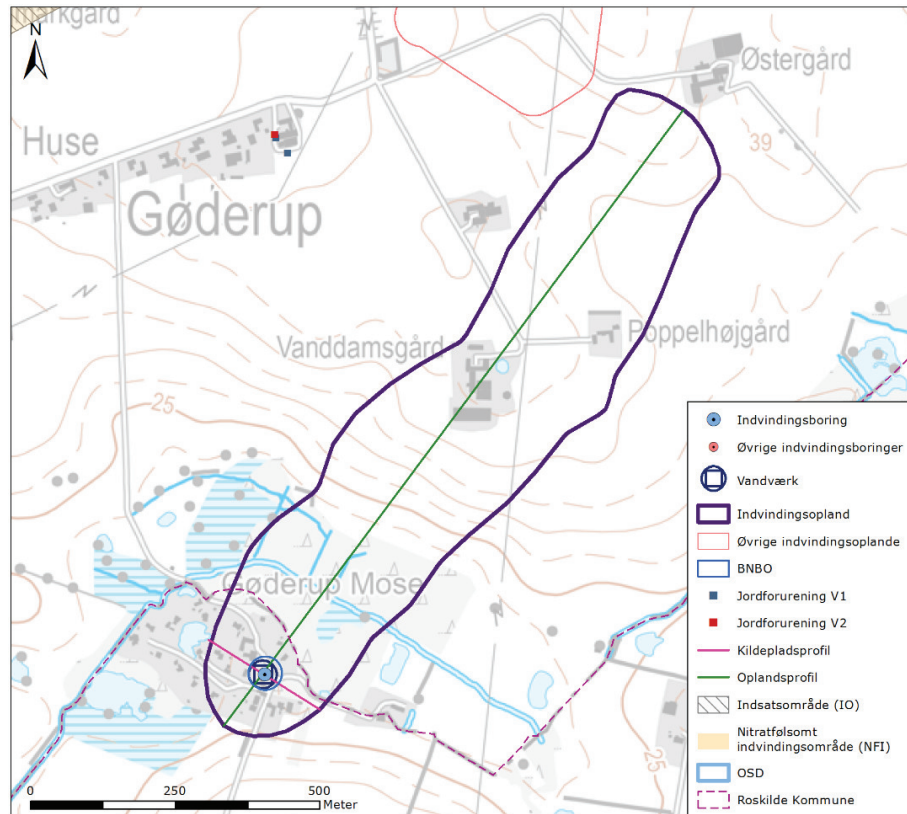 markgård
N
Østergård
39
Huse
Gøderup
Vanddamsgård
Poppelhøjgård
25
Gøderup Mose
25
0 250 500
Meter
Indvindingsboring
Øvrige indvindingsboringer
Vandværk
Indvindingsopland
Øvrige indvindingsoplande
BNBO
Jordforurening V1
Jordforurening V2
Kildepladsprofil
Oplandsprofil
Indsatsområde (IO)
Nitratfølsomt
indvindingsområde (NFI)
OSD
Roskilde Kommune